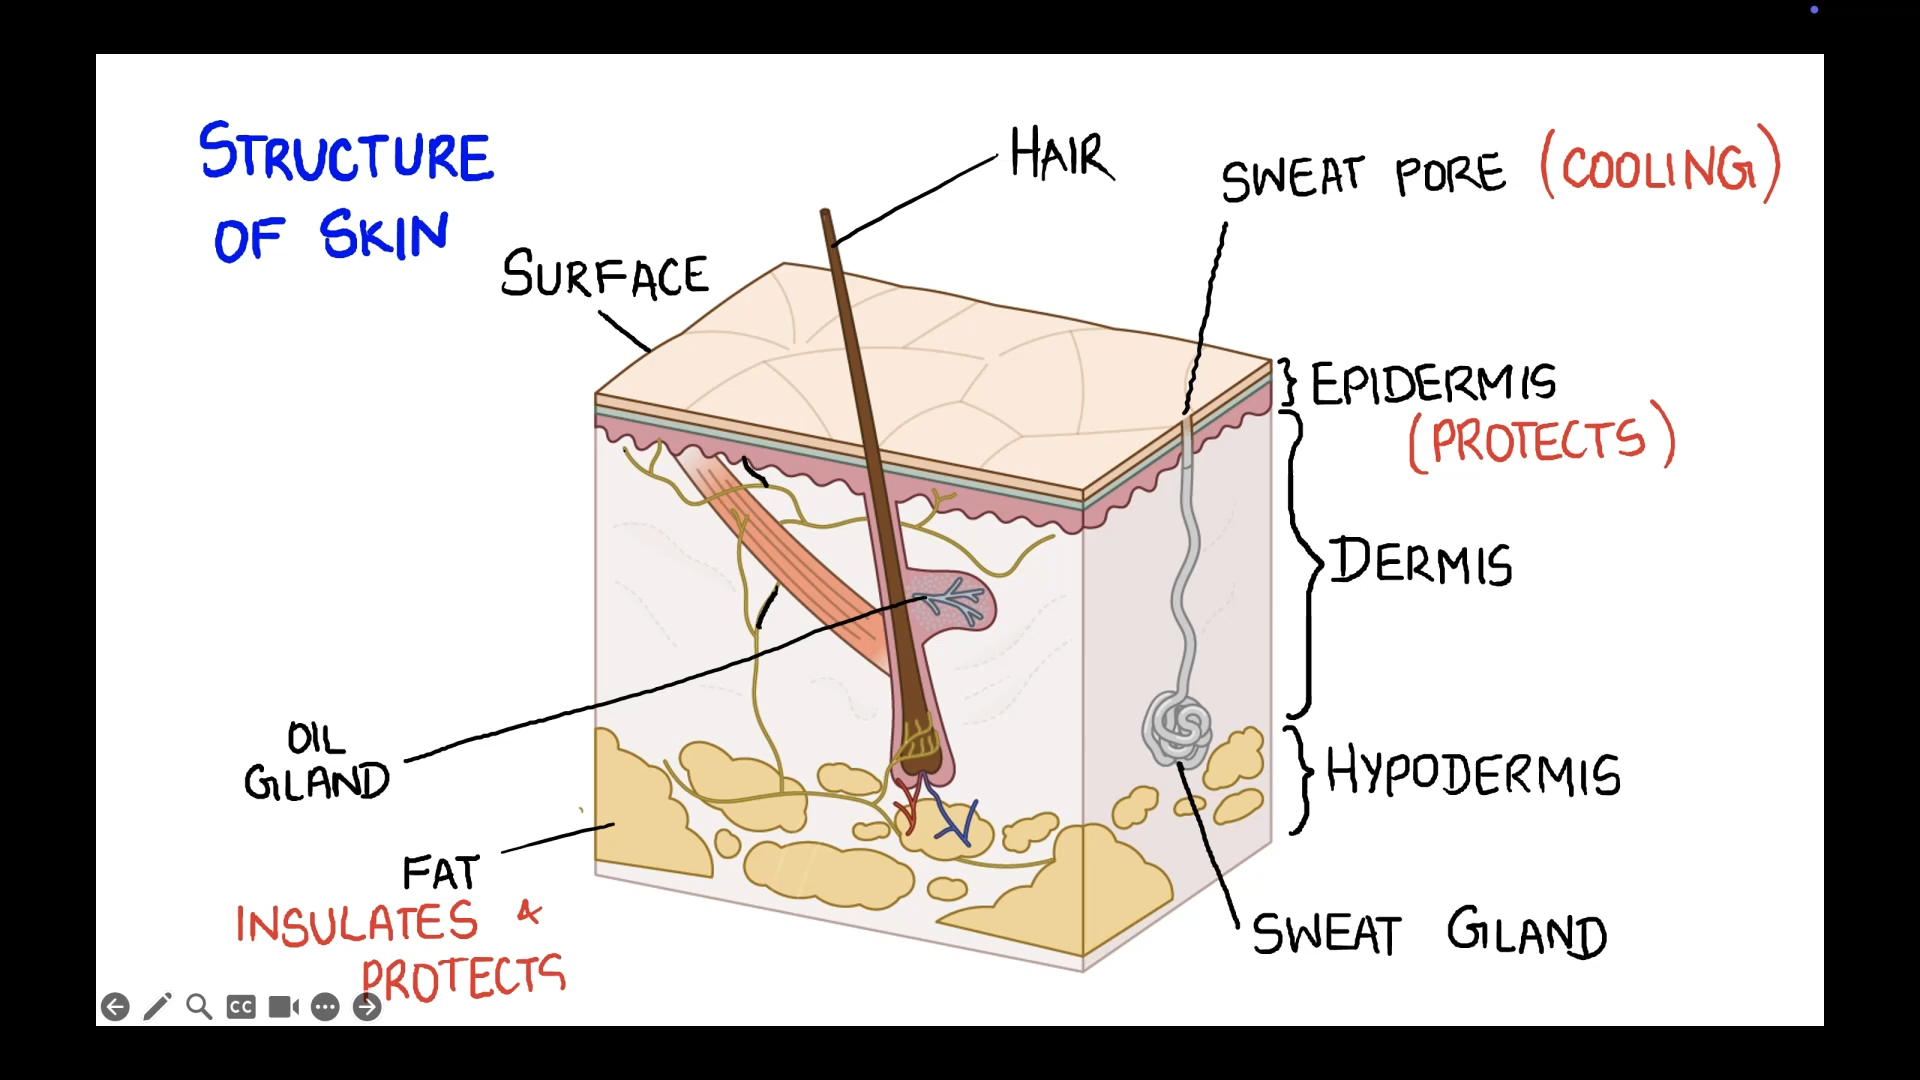 STRUCTURE
OF SKIN
SURFACE
HAIR
SWEAT PORE (COOLING)
} EPIDERMIS
(PROTECTS)
DERMIS
HYPODERMIS
OIL
GLAND
FAT
INSULATES &
PROTECTS
SWEAT GLAND
CC